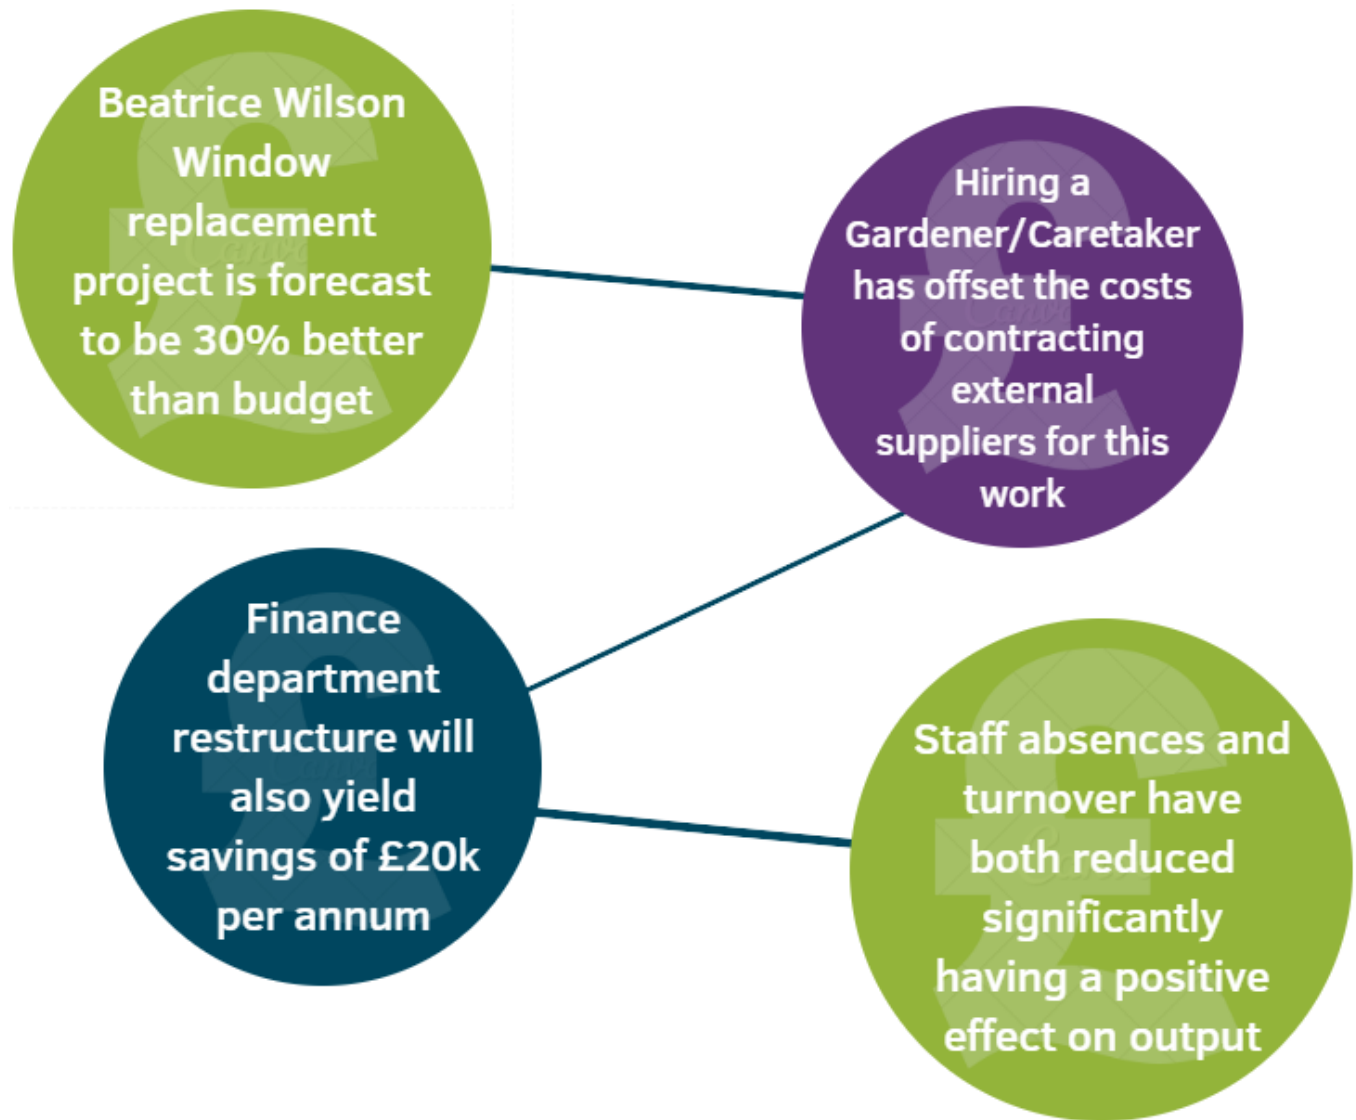 Beatrice Wilson
Window
replacement
project is forecast
to be 30% better
than budget
Hiring a
Gardener/Caretaker
has offset the costs
of contracting
external
suppliers for this
work
Finance
department
restructure will
also yield
savings of £20k
per annum
Staff absences and
turnover have
both reduced
significantly
having a positive
effect on output